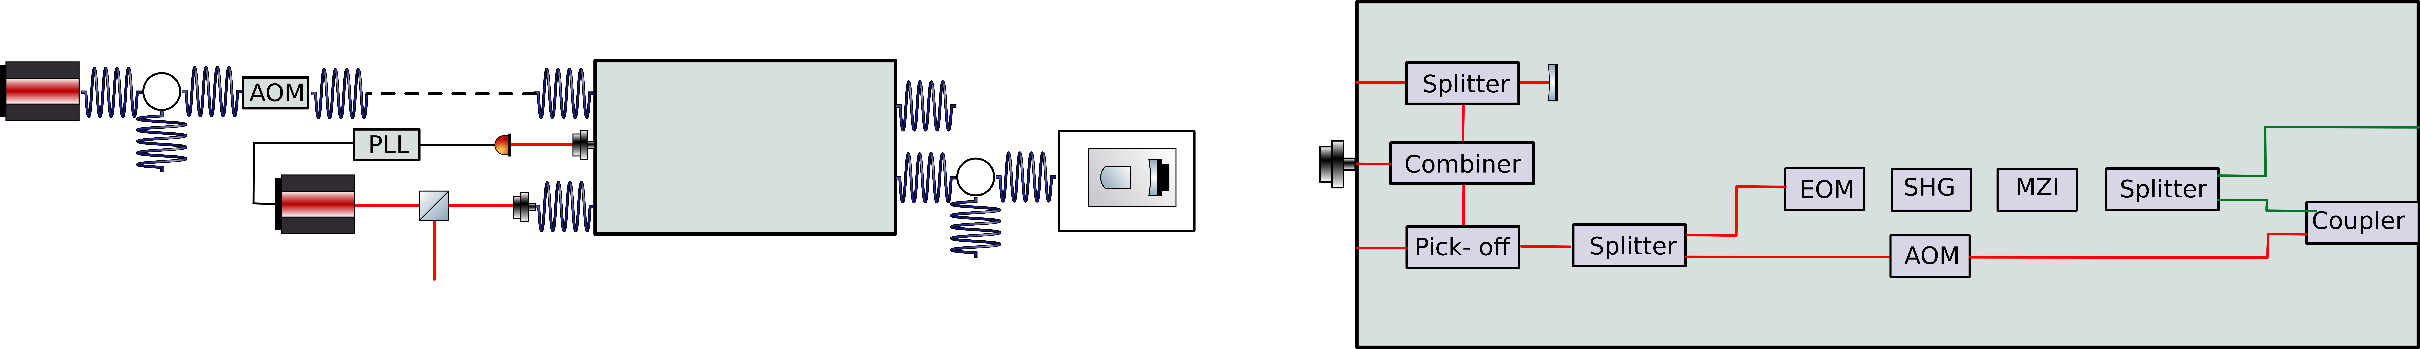 AOM
PLL
Splitter
Combiner
Pick- off
Splitter
EOM
SHG
MZI
Splitter
AOM
Coupler